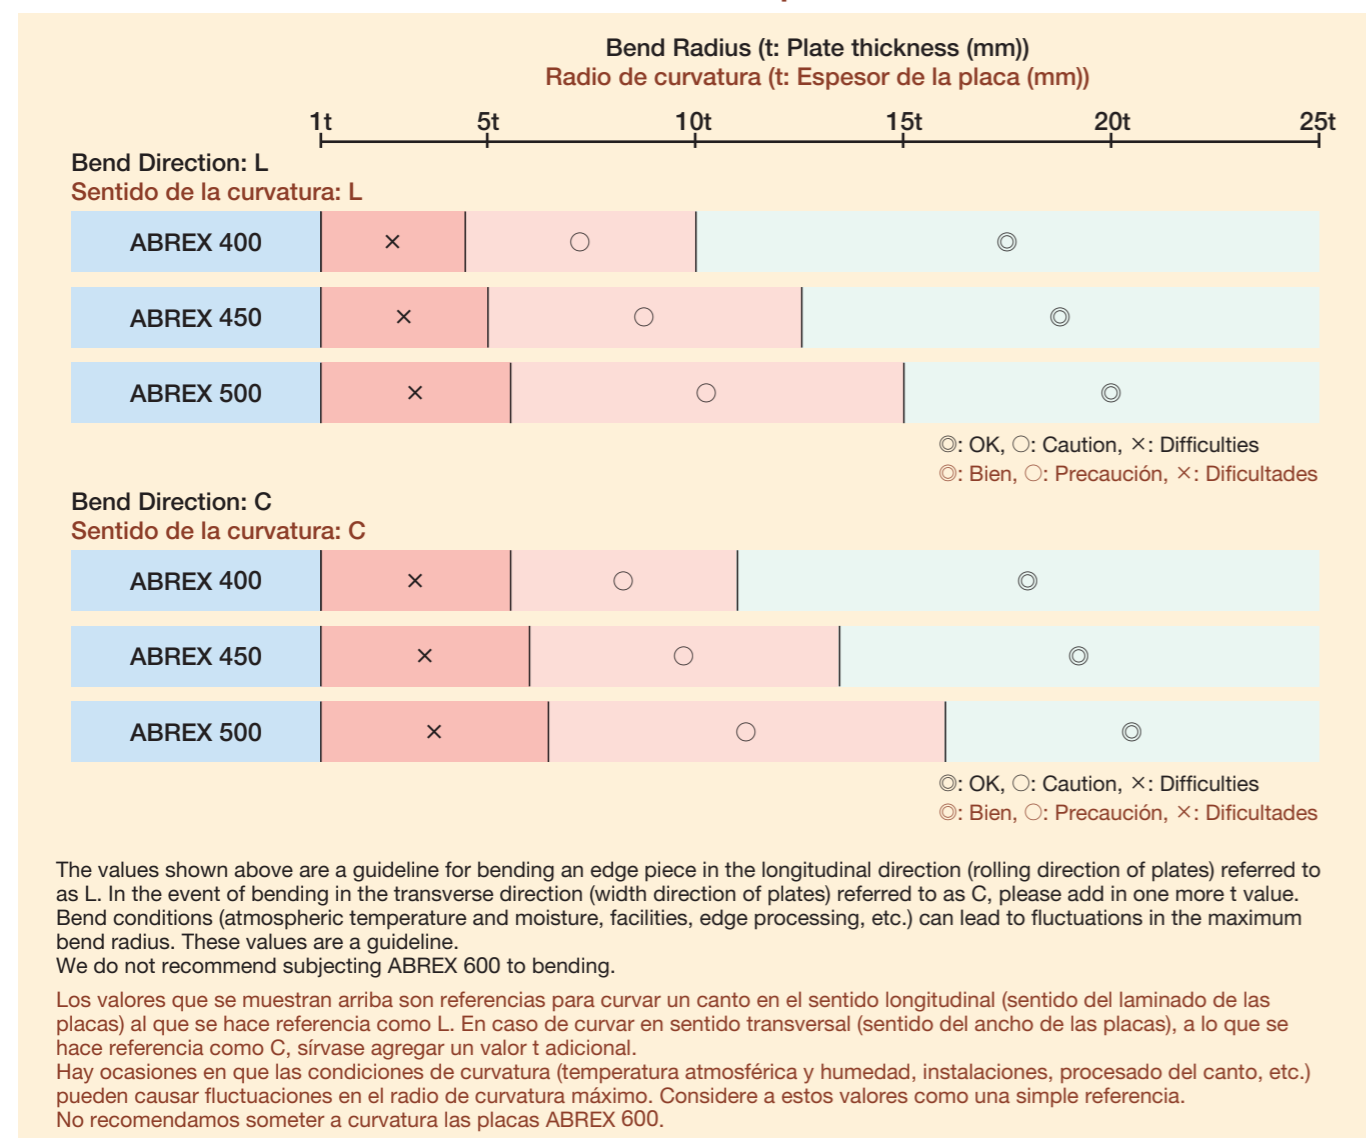 Bend Radius (t: Plate thickness (mm))
Radio de curvatura (t: Espesor de la placa (mm))
1t 5t 10t 15t 20t 25t
Bend Direction: L
Sentido de la curvatura: L
ABREX 400 × ○ ◎
ABREX 450 × ○ ◎
ABREX 500 × ○ ◎
◎: OK, ○: Caution, ×: Difficulties
◎: Bien, ○: Precaución, ×: Dificultades
Bend Direction: C
Sentido de la curvatura: C
ABREX 400 × ○ ◎
ABREX 450 × ○ ◎
ABREX 500 × ○ ◎
◎: OK, ○: Caution, ×: Difficulties
◎: Bien, ○: Precaución, ×: Dificultades
The values shown above are a guideline for bending an edge piece in the longitudinal direction (rolling direction of plates) referred to
as L. In the event of bending in the transverse direction (width direction of plates) referred to as C, please add in one more t value.
Bend conditions (atmospheric temperature and moisture, facilities, edge processing, etc.) can lead to fluctuations in the maximum
bend radius. These values are a guideline.
We do not recommend subjecting ABREX 600 to bending.
Los valores que se muestran arriba son referencias para curvar un canto en el sentido longitudinal (sentido del laminado de las
placas) al que se hace referencia como L. En caso de curvar en sentido transversal (sentido del ancho de las placas), a lo que se
hace referencia como C, sírvase agregar un valor t adicional.
Hay ocasiones en que las condiciones de curvatura (temperatura atmosférica y humedad, instalaciones, procesado del canto, etc.)
pueden causar fluctuaciones en el radio de curvatura máximo. Considere a estos valores como una simple referencia.
No recomendamos someter a curvatura las placas ABREX 600.